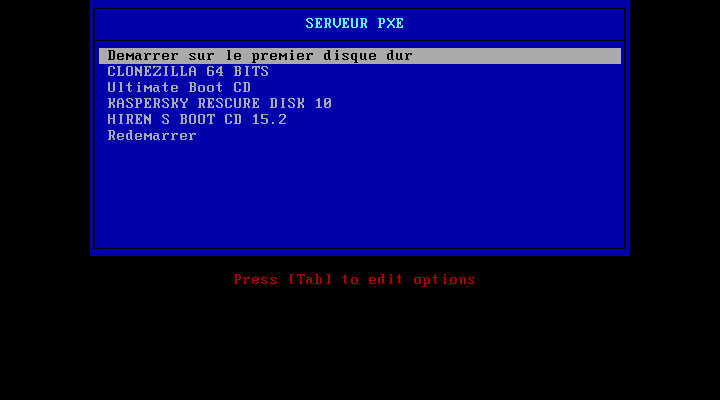 SERVEUR PXE
Demarrer sur le premier disque dur
CLONEZILLA 64 BITS
Ultimate Boot CD
KASPERSKY RESCURE DISK 10
HIREN S BOOT CD 15.2
Redemarrer
Press [Tab] to edit options